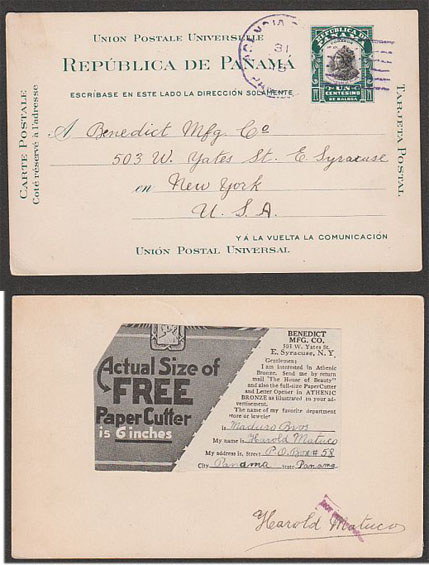 UNION POSTALE UNIVERSELLE
REPÚBLICA DE PANAMÁ
ESCRÍBASE EN ESTE LADO LA DIRECCIÓN SOLAMENTE
REPUBLICA DE
PANAMA
UN
CENTESIMO
DE BALBOA
31
CARTE POSTALE
Coté réservé à l'adresse
TARJETA POSTAL
A Benedict Mfg. Co
503 W. Yates St. E. Syracuse
en New York
U. S. A.
Y Á LA VUELTA LA COMUNICACIÓN
UNIÓN POSTAL UNIVERSAL
Actual Size of
FREE
Paper Cutter
is 6 inches
BENEDICT
MFG. CO.
E. Syracuse, N. Y.
Gentlemen:
I am interested in Athenic
Bronze. Send me by return
mail "The House of Beauty"
and also the full-size PaperCutter
and Letter Opener in ATHENIC
BRONZE as illustrated in your ad-
vertisement.
The name of my favorite department
store or jeweler
is Maduro Bros
My name is Harold Matuco
My address is, Street P.O. Box # 58
City Panama State Panama
Harold Matuco